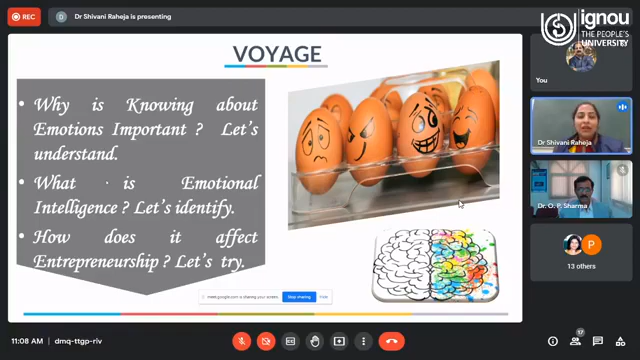 REC
Dr Shivani Raheja is presenting
ignou
THE PEOPLE'S
UNIVERSITY
VOYAGE
You
• Why is Knowing about
Emotions Important ? Let's
understand.
• What is Emotional
Intelligence ? Let's identify.
• How does it affect
Entrepreneurship ? Let's try.
Dr Shivani Raheja
Dr. O. P. Sharma
P
13 others
meet.google.com is sharing your screen.
Stop sharing
Hide
11:08 AM
dmq-ttgp-riv
17